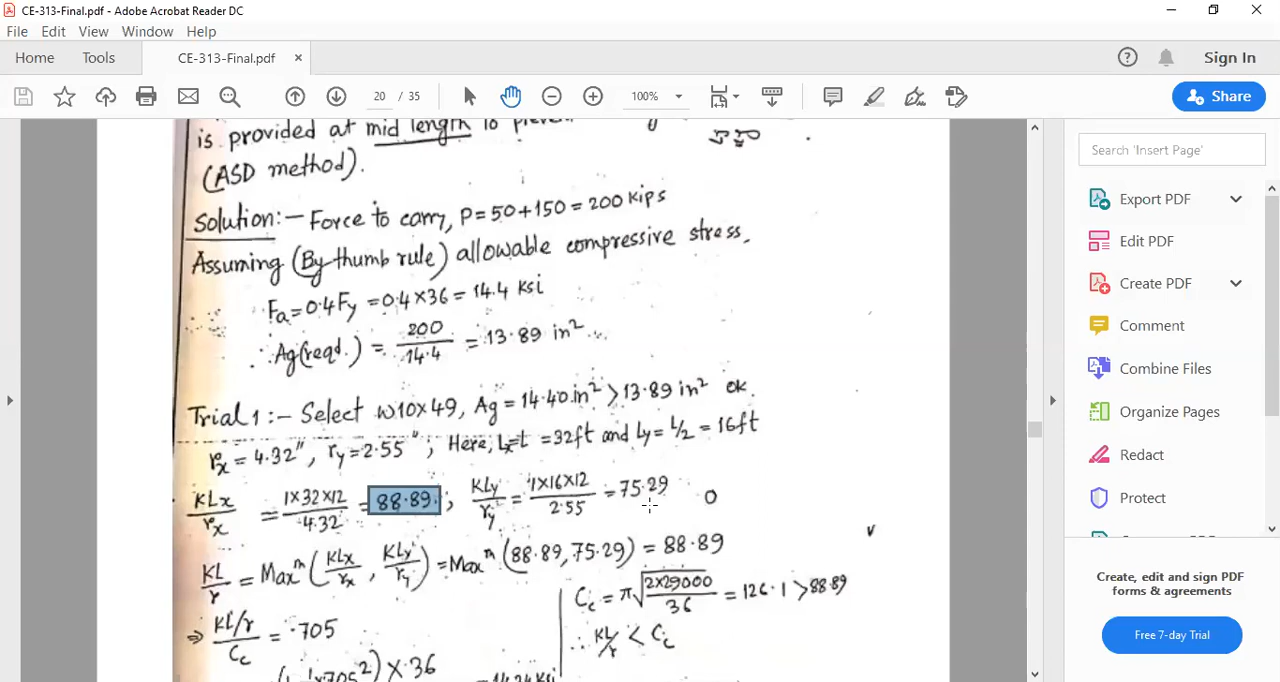 CE-313-Final.pdf - Adobe Acrobat Reader DC
File Edit View Window Help
Home Tools CE-313-Final.pdf ×
Sign In
20 / 35 100% Share
is provided at mid length to
(ASD method).
Solution:- Force to carry, P=50+150=200 Kips
Assuming (By thumb rule) allowable compressive stress,
Fa=0.4Fy=0.4×36=14.4 Ksi
∴Ag(reqd.) = 200/14.4 = 13.89 in²
Trial 1:- Select W10×49, Ag=14.40 in² > 13.89 in² ok
rx=4.32", ry=2.55"; Here, Lx=L=32ft and Ly=L/2=16ft
KLx/rx = 1×32×12/4.32 = 88.89; KLy/ry = 1×16×12/2.55 = 75.29
KL/r = Maxᵐ(KLx/rx, KLy/ry) = Maxᵐ(88.89, 75.29) = 88.89
Cc = π√(2×29000/36) = 126.1 > 88.89
⇒ KL/r/Cc = .705
∴ KL/r < Cc
Search 'Insert Page'
Export PDF
Edit PDF
Create PDF
Comment
Combine Files
Organize Pages
Redact
Protect
Create, edit and sign PDF
forms & agreements
Free 7-day Trial